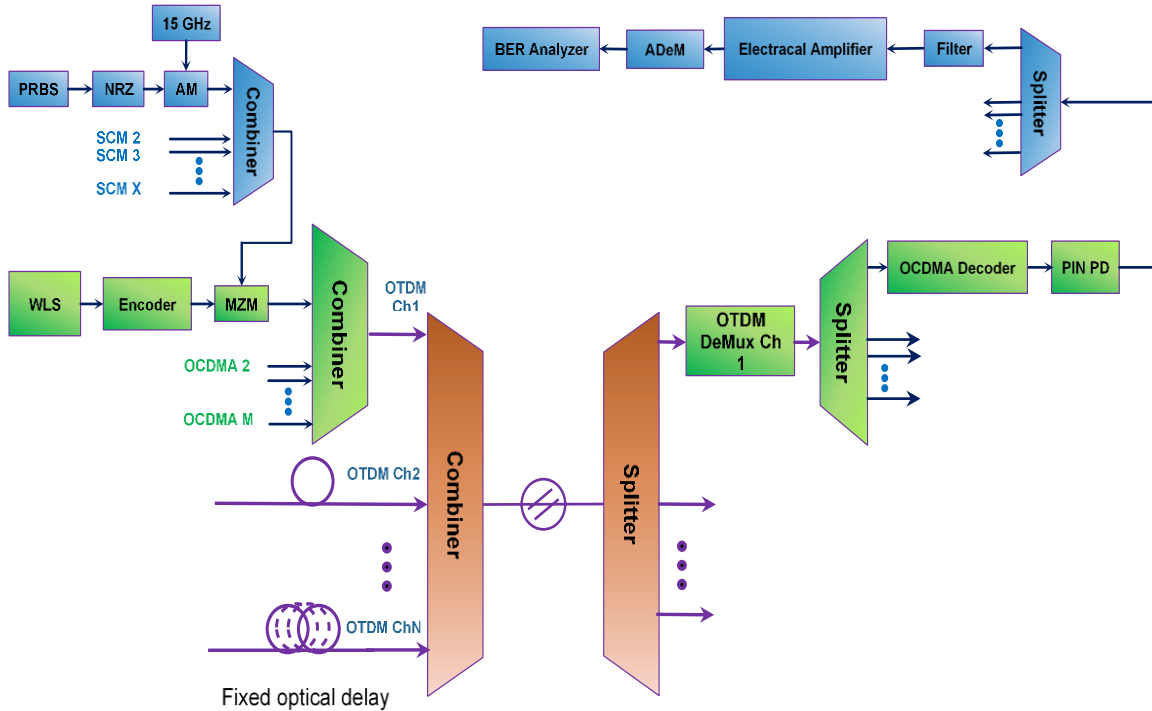 15 GHz
PRBS
NRZ
AM
Combiner
SCM 2
SCM 3
SCM X
BER Analyzer
ADeM
Electracal Amplifier
Filter
Splitter
WLS
Encoder
MZM
Combiner
OCDMA 2
OCDMA M
OTDM
Ch1
OTDM Ch2
OTDM ChN
Combiner
Fixed optical delay
Splitter
OTDM
DeMux Ch
1
Splitter
OCDMA Decoder
PIN PD